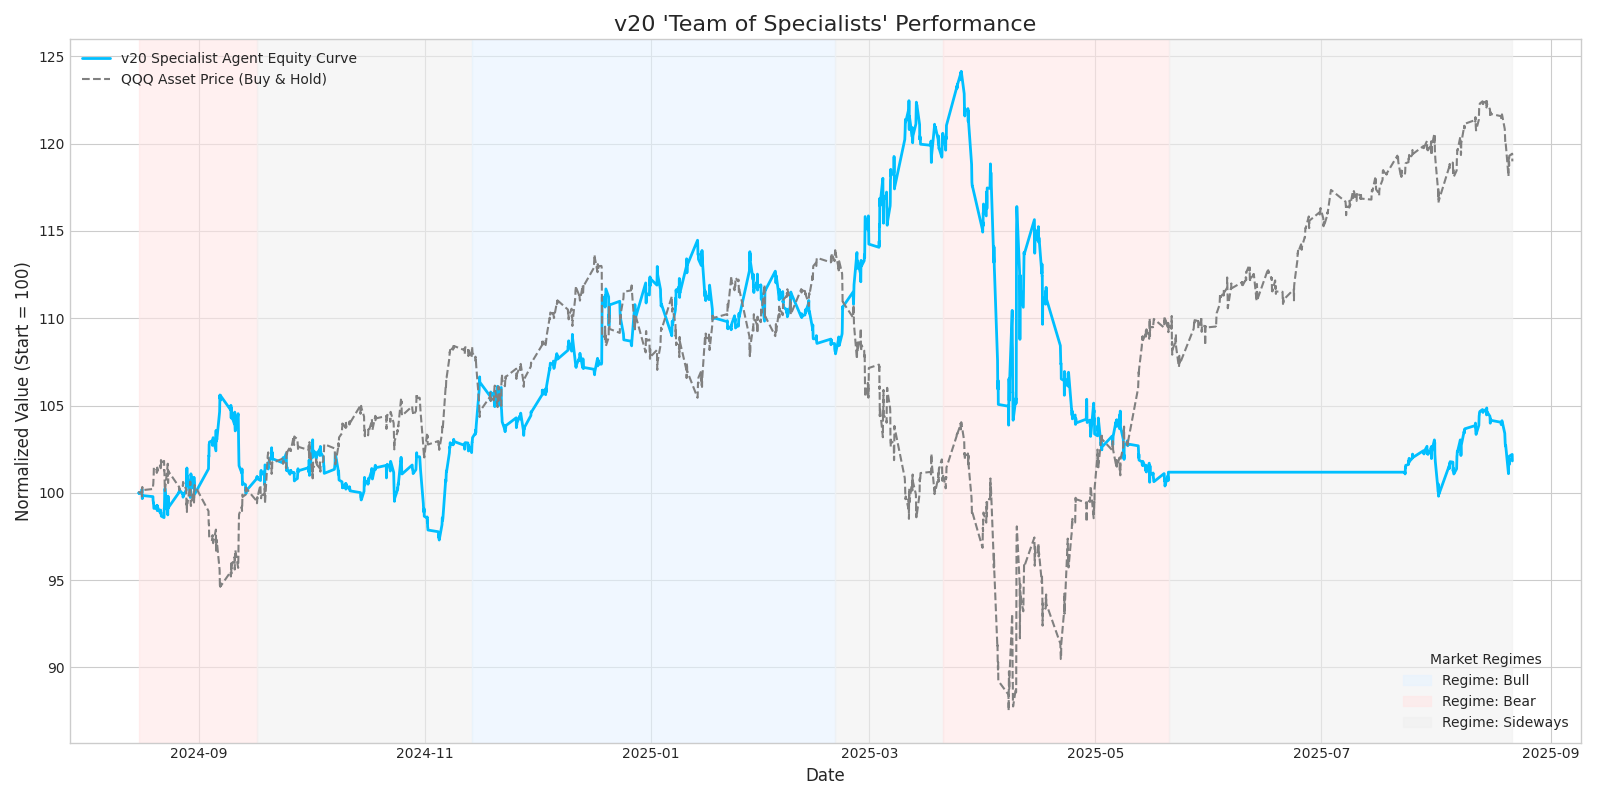 v20 'Team of Specialists' Performance
v20 Specialist Agent Equity Curve
QQQ Asset Price (Buy & Hold)
Normalized Value (Start = 100)
125
120
115
110
105
100
95
90
Market Regimes
Regime: Bull
Regime: Bear
Regime: Sideways
2024-09 2024-11 2025-01 2025-03 2025-05 2025-07 2025-09
Date